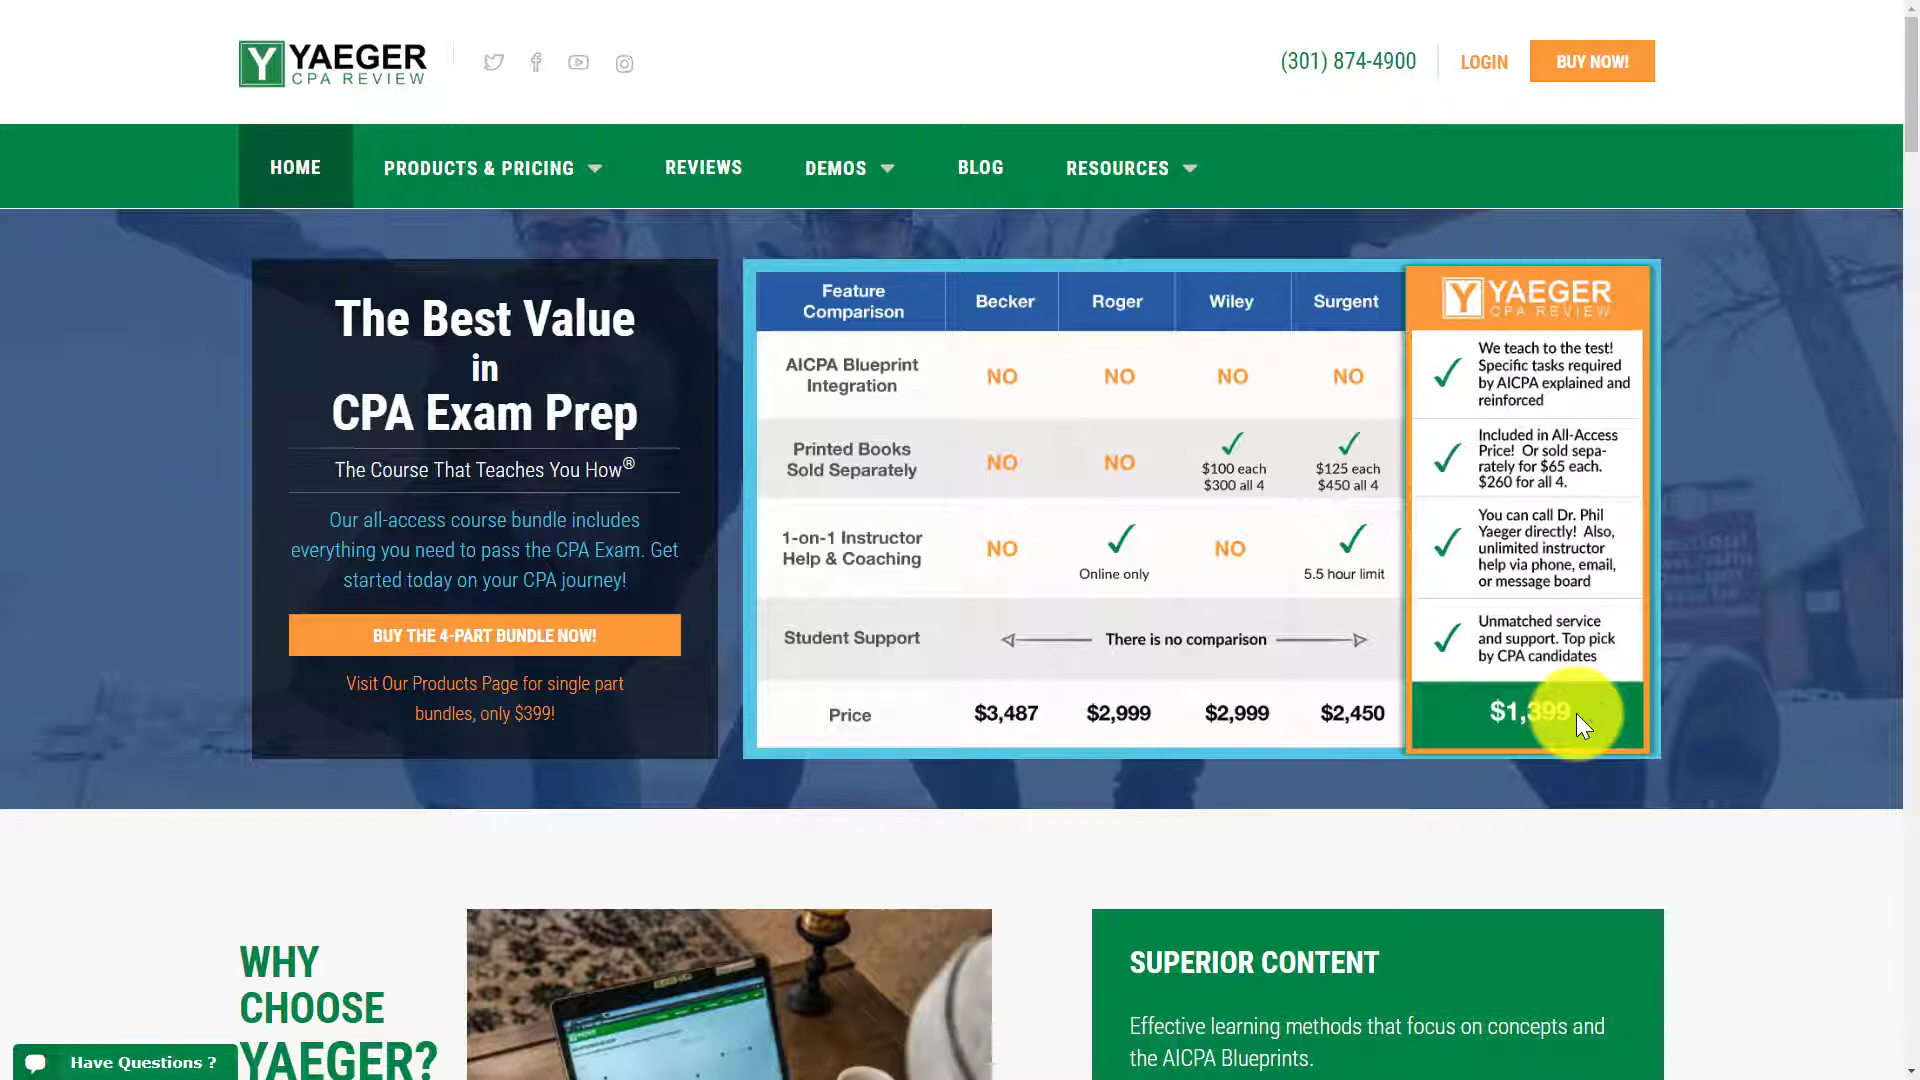 YAEGER
CPA REVIEW
(301) 874-4900
LOGIN
BUY NOW!
HOME
PRODUCTS & PRICING
REVIEWS
DEMOS
BLOG
RESOURCES
The Best Value
in
CPA Exam Prep
The Course That Teaches You How®
Our all-access course bundle includes
everything you need to pass the CPA Exam. Get
started today on your CPA journey!
BUY THE 4-PART BUNDLE NOW!
Visit Our Products Page for single part
bundles, only $399!
Feature
Comparison
Becker
Roger
Wiley
Surgent
YAEGER
CPA REVIEW
AICPA Blueprint
Integration
NO
NO
NO
NO
We teach to the test!
Specific tasks required
by AICPA explained and
reinforced
Printed Books
Sold Separately
NO
NO
$100 each
$300 all 4
$125 each
$450 all 4
Included in All-Access
Price! Or sold sepa-
rately for $65 each.
$260 for all 4.
1-on-1 Instructor
Help & Coaching
NO
Online only
NO
5.5 hour limit
You can call Dr. Phil
Yaeger directly! Also,
unlimited instructor
help via phone, email,
or message board
Student Support
There is no comparison
Unmatched service
and support. Top pick
by CPA candidates
Price
$3,487
$2,999
$2,999
$2,450
$1,399
WHY
CHOOSE
YAEGER?
SUPERIOR CONTENT
Effective learning methods that focus on concepts and
the AICPA Blueprints.
Have Questions ?